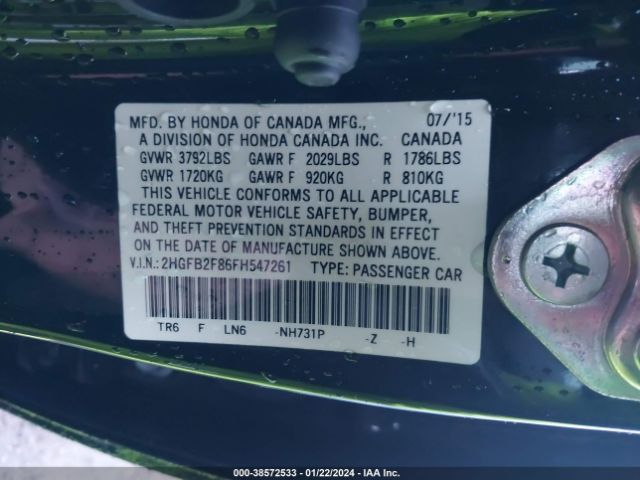 MFD. BY HONDA OF CANADA MFG., 07/'15
A DIVISION OF HONDA CANADA INC. CANADA
GVWR 3792LBS GAWR F 2029LBS R 1786LBS
GVWR 1720KG GAWR F 920KG R 810KG
THIS VEHICLE CONFORMS TO ALL APPLICABLE
FEDERAL MOTOR VEHICLE SAFETY, BUMPER,
AND THEFT PREVENTION STANDARDS IN EFFECT
ON THE DATE OF MANUFACTURE SHOWN ABOVE.
V.I.N.: 2HGFB2F86FH547261 TYPE: PASSENGER CAR
TR6 F LN6 -NH731P -Z -H
000-38572533 - 01/22/2024 - IAA Inc.